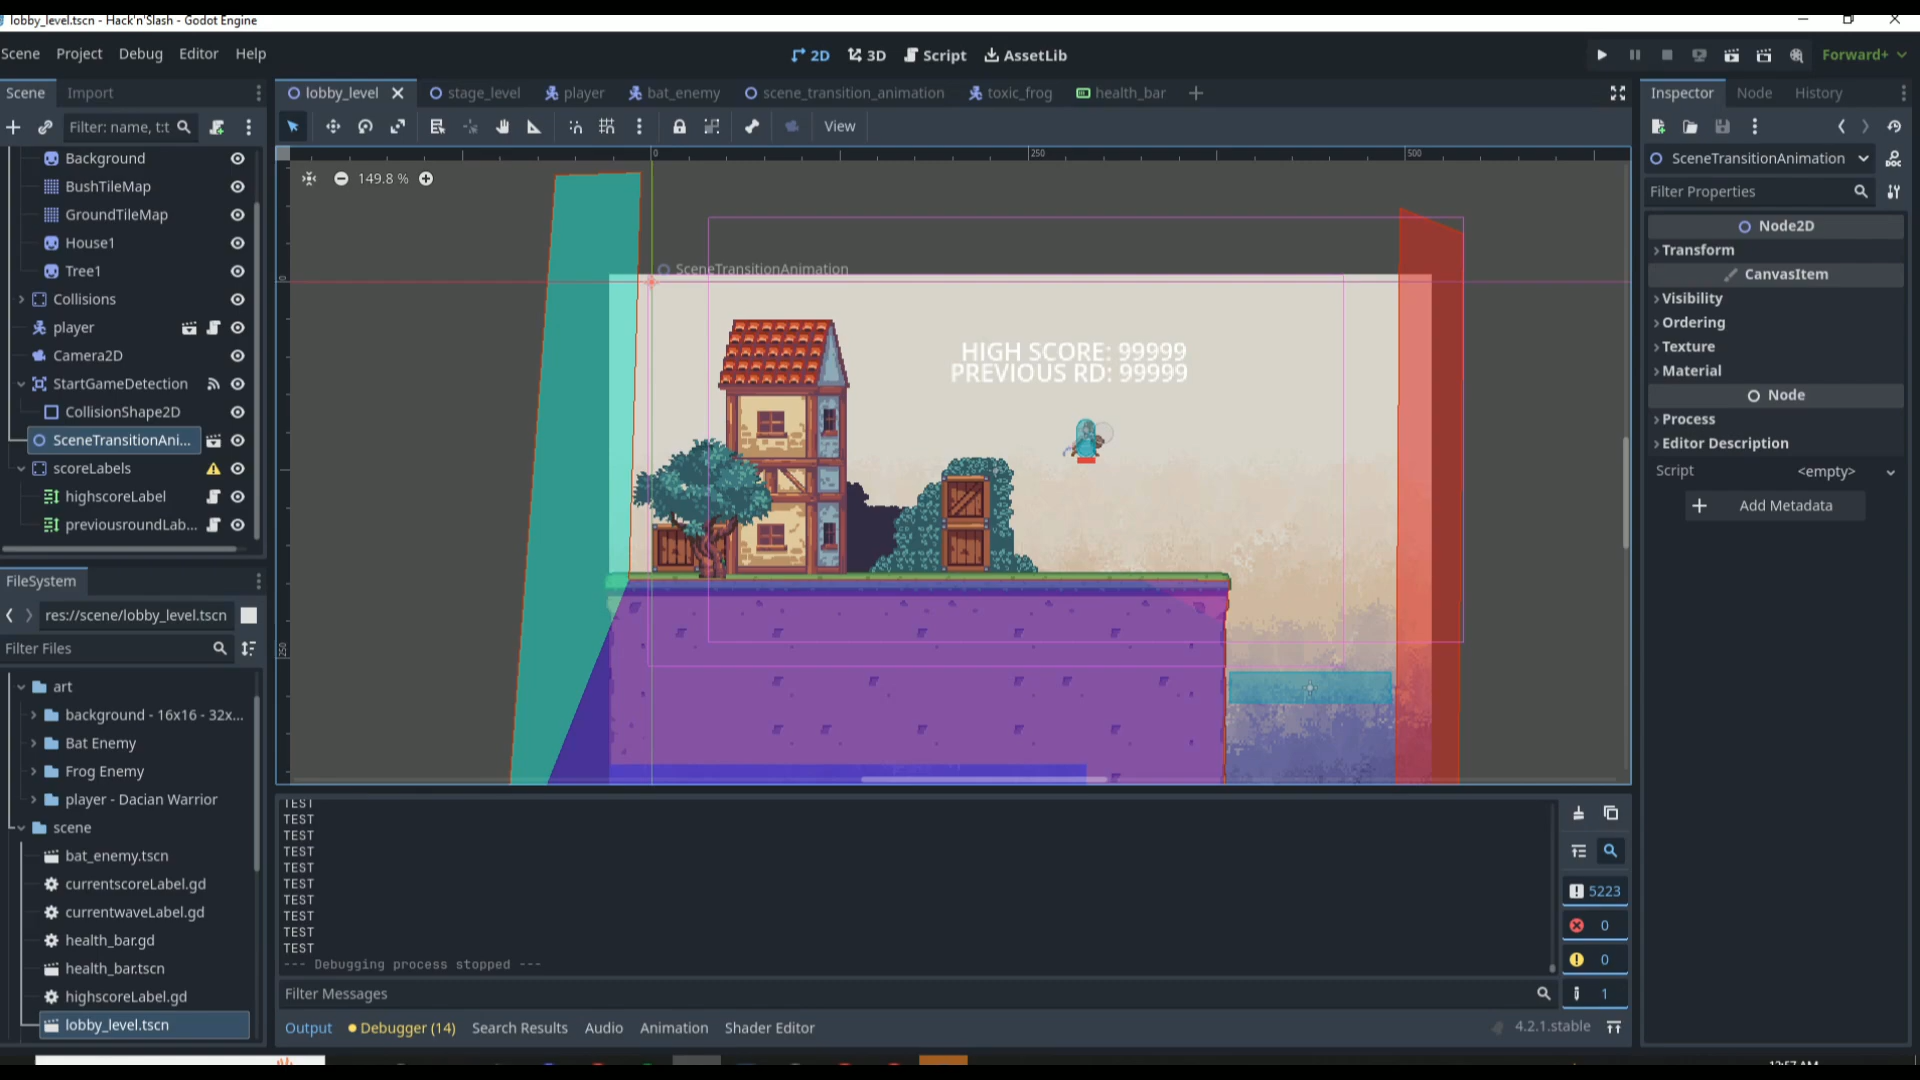 lobby_level.tscn - Hack'n'Slash - Godot Engine
Scene Project Debug Editor Help
2D 3D Script AssetLib
Forward+
Scene Import
lobby_level stage_level player bat_enemy scene_transition_animation toxic_frog health_bar
Inspector Node History
Filter: name, t:t
View
Background
BushTileMap
GroundTileMap
House1
Tree1
Collisions
player
Camera2D
StartGameDetection
CollisionShape2D
SceneTransitionAni...
scoreLabels
highscoreLabel
previousroundLab...
FileSystem
res://scene/lobby_level.tscn
Filter Files
art
background - 16x16 - 32x...
Bat Enemy
Frog Enemy
player - Dacian Warrior
scene
bat_enemy.tscn
currentscoreLabel.gd
currentwaveLabel.gd
health_bar.gd
health_bar.tscn
highscoreLabel.gd
lobby_level.tscn
0 250 500
149.8 %
0
250
SceneTransitionAnimation
HIGH SCORE: 99999
PREVIOUS RD: 99999
TEST
TEST
TEST
TEST
TEST
TEST
TEST
TEST
TEST
TEST
--- Debugging process stopped ---
Filter Messages
5223
0
0
1
Output Debugger (14) Search Results Audio Animation Shader Editor
4.2.1.stable
SceneTransitionAnimation
Filter Properties
Node2D
Transform
CanvasItem
Visibility
Ordering
Texture
Material
Node
Process
Editor Description
Script <empty>
Add Metadata